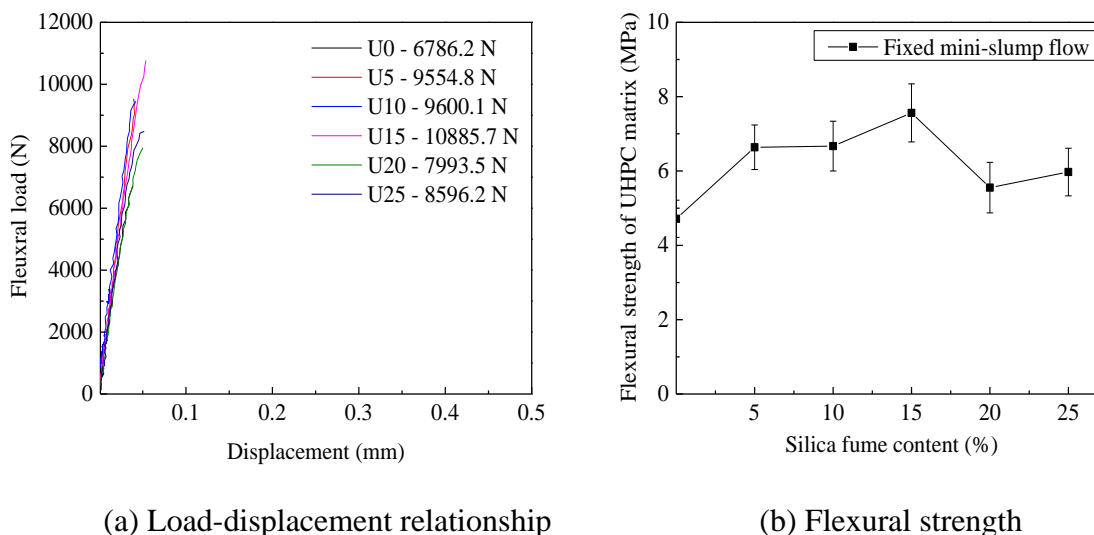 12000
10000
8000
6000
4000
2000
0
Fleuxral load (N)
U0 - 6786.2 N
U5 - 9554.8 N
U10 - 9600.1 N
U15 - 10885.7 N
U20 - 7993.5 N
U25 - 8596.2 N
0.1 0.2 0.3 0.4 0.5
Displacement (mm)
(a) Load-displacement relationship
10
8
6
4
2
0
Flexural strength of UHPC matrix (MPa)
Fixed mini-slump flow
5 10 15 20 25
Silica fume content (%)
(b) Flexural strength